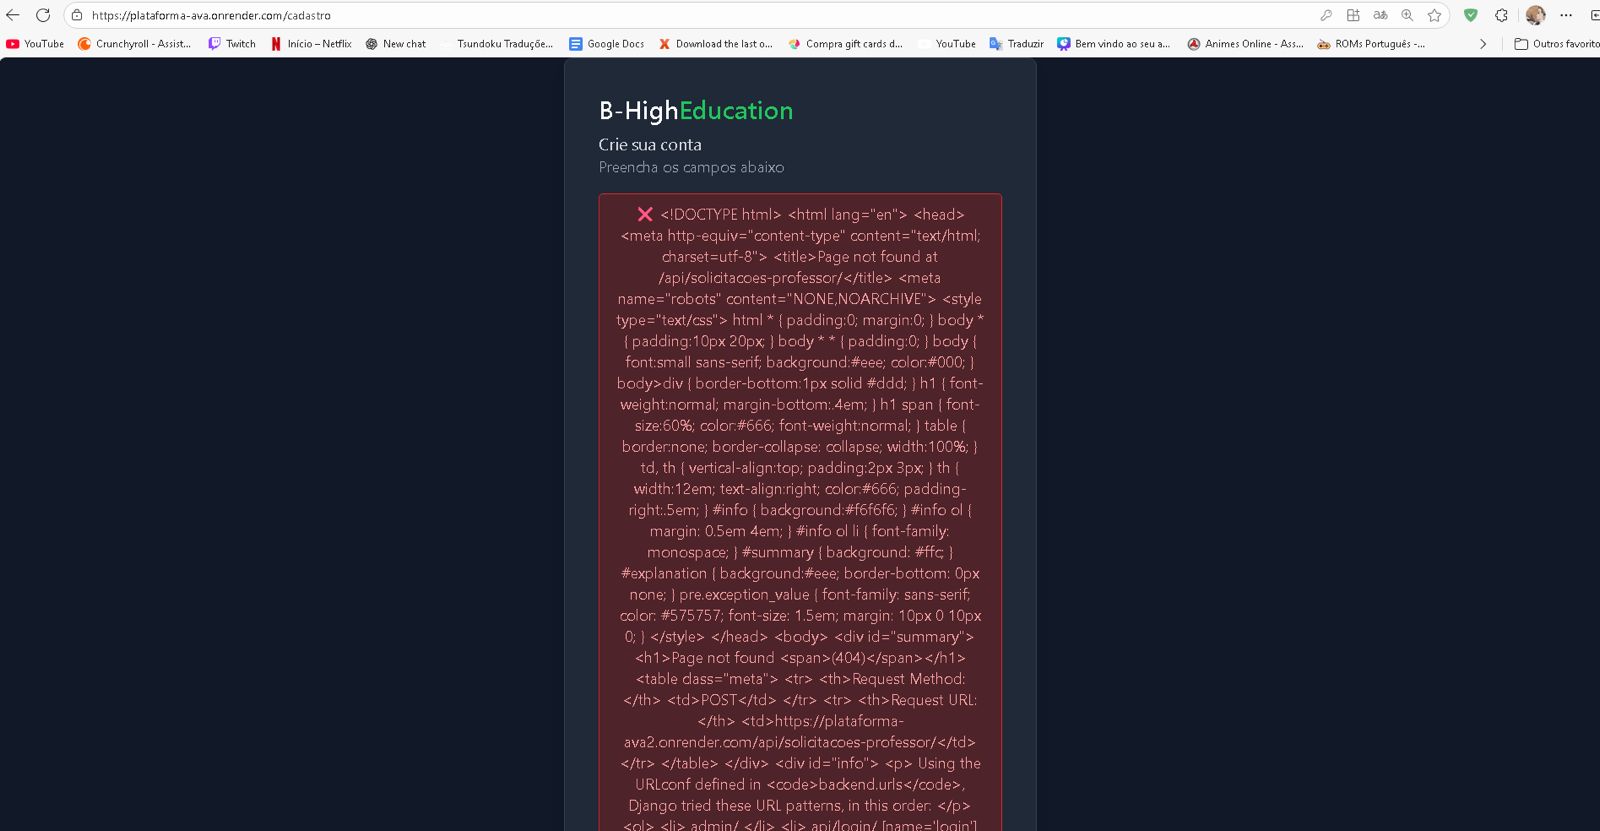 https://plataforma-ava.onrender.com/cadastro
YouTube Crunchyroll - Assist... Twitch Início – Netflix New chat Tsundoku Traduçõe... Google Docs Download the last o... Compra gift cards d... YouTube Traduzir Bem vindo ao seu a... Animes Online - Ass... ROMs Português -... Outros favorito
B-HighEducation
Crie sua conta
Preencha os campos abaixo
❌ <!DOCTYPE html> <html lang="en"> <head>
<meta http-equiv="content-type" content="text/html;
charset=utf-8"> <title>Page not found at
/api/solicitacoes-professor/</title> <meta
name="robots" content="NONE,NOARCHIVE"> <style
type="text/css"> html * { padding:0; margin:0; } body *
{ padding:10px 20px; } body * * { padding:0; } body {
font:small sans-serif; background:#eee; color:#000; }
body>div { border-bottom:1px solid #ddd; } h1 { font-
weight:normal; margin-bottom:.4em; } h1 span { font-
size:60%; color:#666; font-weight:normal; } table {
border:none; border-collapse: collapse; width:100%; }
td, th { vertical-align:top; padding:2px 3px; } th {
width:12em; text-align:right; color:#666; padding-
right:.5em; } #info { background:#f6f6f6; } #info ol {
margin: 0.5em 4em; } #info ol li { font-family:
monospace; } #summary { background: #ffc; }
#explanation { background:#eee; border-bottom: 0px
none; } pre.exception_value { font-family: sans-serif;
color: #575757; font-size: 1.5em; margin: 10px 0 10px
0; } </style> </head> <body> <div id="summary">
<h1>Page not found <span>(404)</span></h1>
<table class="meta"> <tr> <th>Request Method:
</th> <td>POST</td> </tr> <tr> <th>Request URL:
</th> <td>https://plataforma-
ava2.onrender.com/api/solicitacoes-professor/</td>
</tr> </table> </div> <div id="info"> <p> Using the
URLconf defined in <code>backend.urls</code>,
Django tried these URL patterns, in this order: </p>
<ol> <li> admin/ </li> <li> api/login/ [name='login']